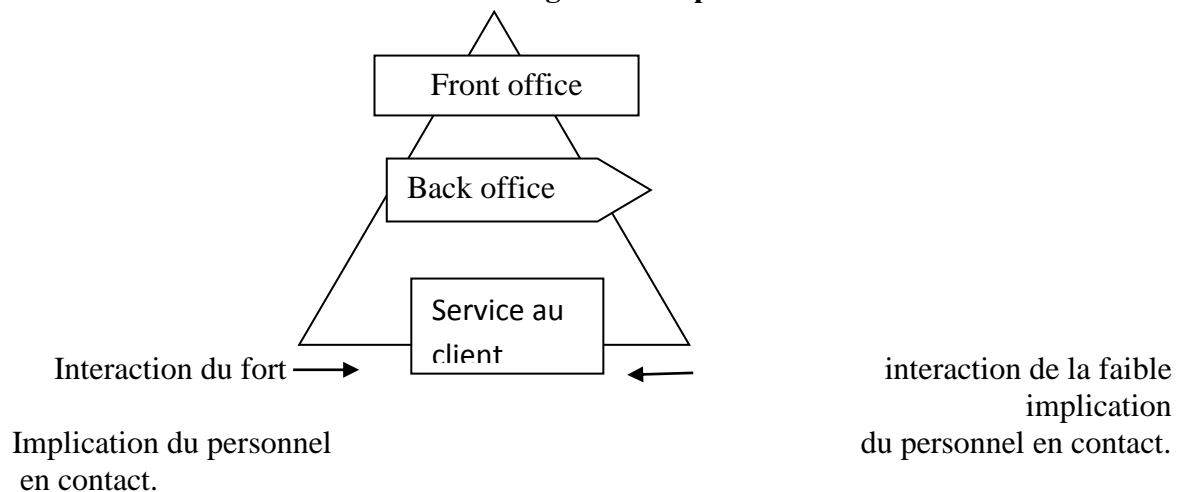 Front office
Back office
Service au
client
Interaction du fort
interaction de la faible
implication
Implication du personnel
du personnel en contact.
en contact.